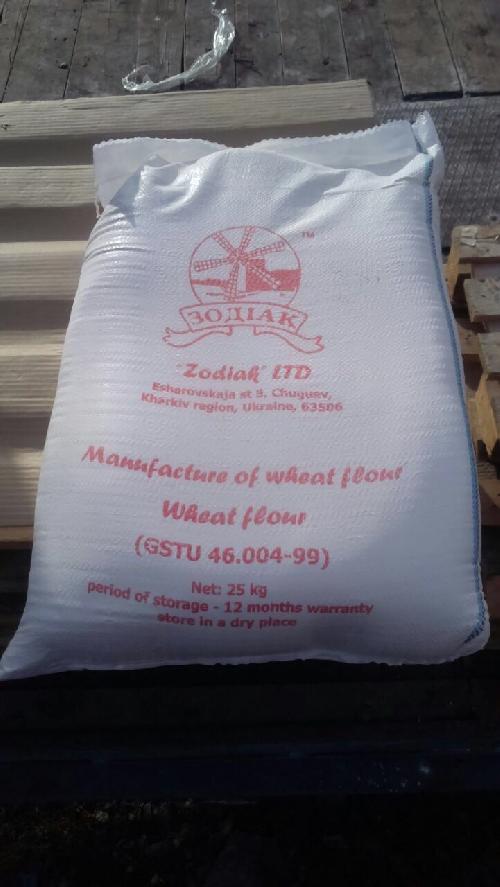 TM
ЗОДІАК
"Zodiak" LTD
Esharovskaja st 3, Chuguev,
Kharkiv region, Ukraine, 63506
Manufacture of wheat flour
Wheat flour
(GSTU 46.004-99)
Net: 25 kg
period of storage - 12 months warranty
store in a dry place